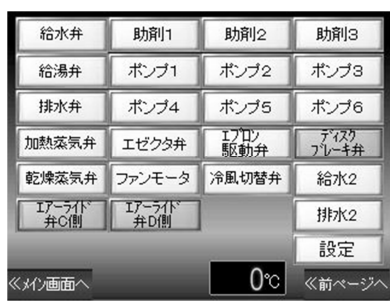 給水弁 助剤1 助剤2 助剤3
給湯弁 ポンプ1 ポンプ2 ポンプ3
排水弁 ポンプ4 ポンプ5 ポンプ6
加熱蒸気弁 エゼクタ弁 エプロン
駆動弁 ディスク
ブレーキ弁
乾燥蒸気弁 ファンモータ 冷風切替弁 給水2
エアーライド
弁C側 エアーライド
弁D側 排水2
設定
≪メイン画面へ 0℃ ≪前ページへ